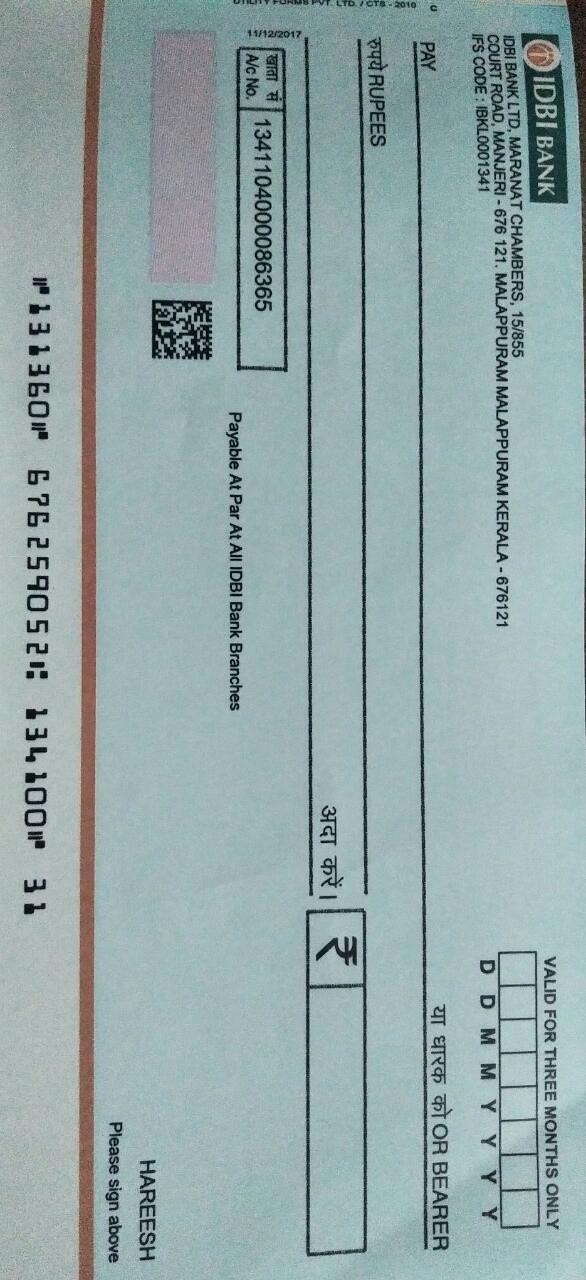 IDBI BANK
IDBI BANK LTD, MARANAT CHAMBERS, 15/855
COURT ROAD, MANJERI - 676 121. MALAPPURAM MALAPPURAM KERALA - 676121
IFS CODE : IBKL0001341
VALID FOR THREE MONTHS ONLY
D D M M Y Y Y Y
PAY
या धारक को OR BEARER
रुपये RUPEES
अदा करें।
₹
11/12/2017
खाता सं
A/c No.
1341104000086365
Payable At Par At All IDBI Bank Branches
HAREESH
Please sign above
⑈131360⑈ 676259052⑆ 134100⑈ 31
UTILITY FORMS PVT. LTD. / CTS - 2010
C